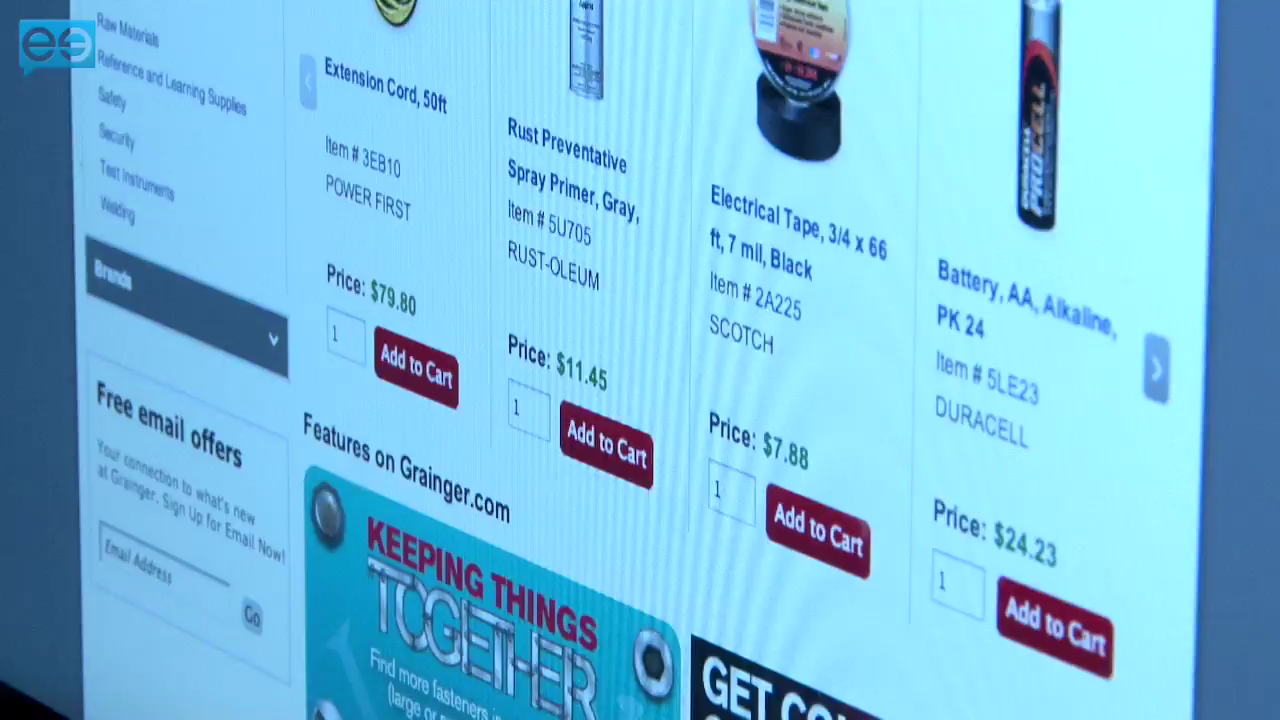 Raw Materials
Reference and Learning Supplies
Safety
Security
Test Instruments
Welding
Brands
Free email offers
Your connection to what's new
at Grainger. Sign Up for Email Now!
Email Address
Go
Extension Cord, 50ft
Item # 3EB10
POWER FIRST
Price: $79.80
1
Add to Cart
Rust Preventative
Spray Primer, Gray,
Item # 5U705
RUST-OLEUM
Price: $11.45
1
Add to Cart
Electrical Tape, 3/4 x 66
ft, 7 mil, Black
Item # 2A225
SCOTCH
Price: $7.88
1
Add to Cart
DURACELL
PROCELL
Battery, AA, Alkaline,
PK 24
Item # 5LE23
DURACELL
Price: $24.23
1
Add to Cart
Features on Grainger.com
KEEPING THINGS
TOGETHER
Find more fasteners
(large or
GET